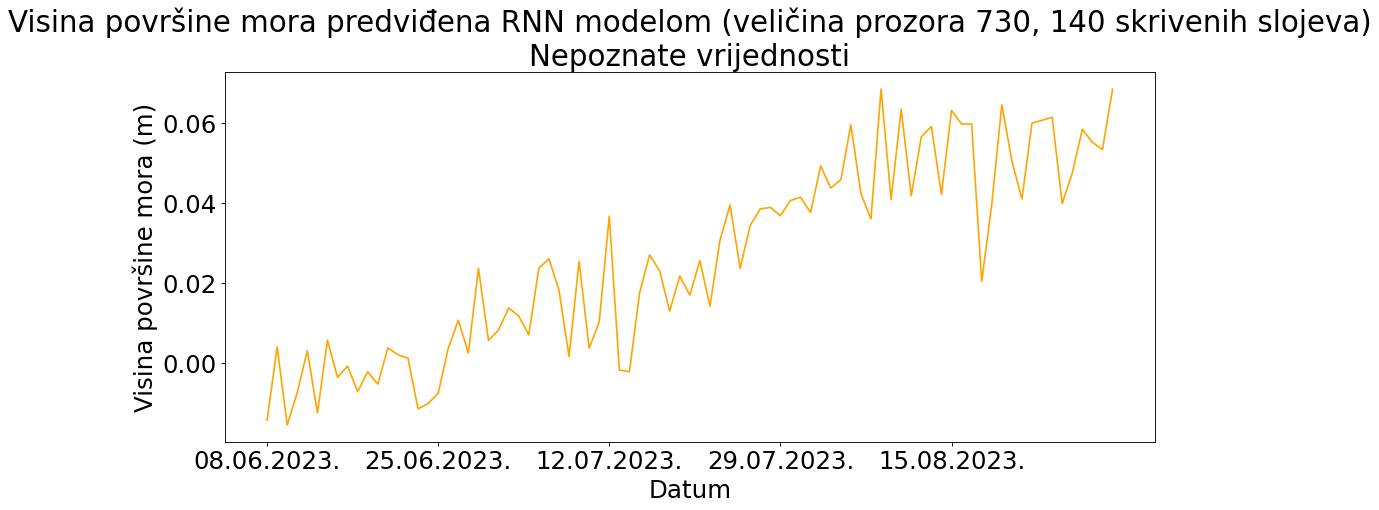 Visina površine mora predviđena RNN modelom (veličina prozora 730, 140 skrivenih slojeva)
Nepoznate vrijednosti
Visina površine mora (m)
0.06
0.04
0.02
0.00
08.06.2023. 25.06.2023. 12.07.2023. 29.07.2023. 15.08.2023.
Datum